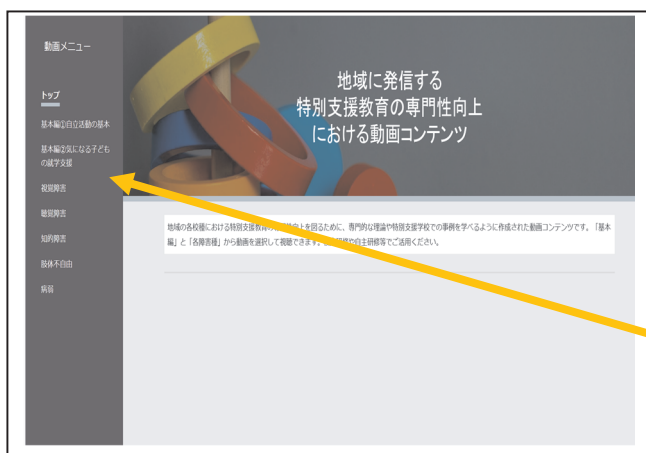 動画メニュー
トップ
基本編①自立活動の基本
基本編②気になる子ども
の就学支援
視覚障害
聴覚障害
知的障害
肢体不自由
病弱
地域に発信する
特別支援教育の専門性向上
における動画コンテンツ
地域の各校種における特別支援教育の 向上を図るために、専門的な理論や特別支援学校での事例を学べるように作成された動画コンテンツです。「基本
編」と「各障害種」から動画を選択して視聴できます。 研修や自主研修等でご活用ください。